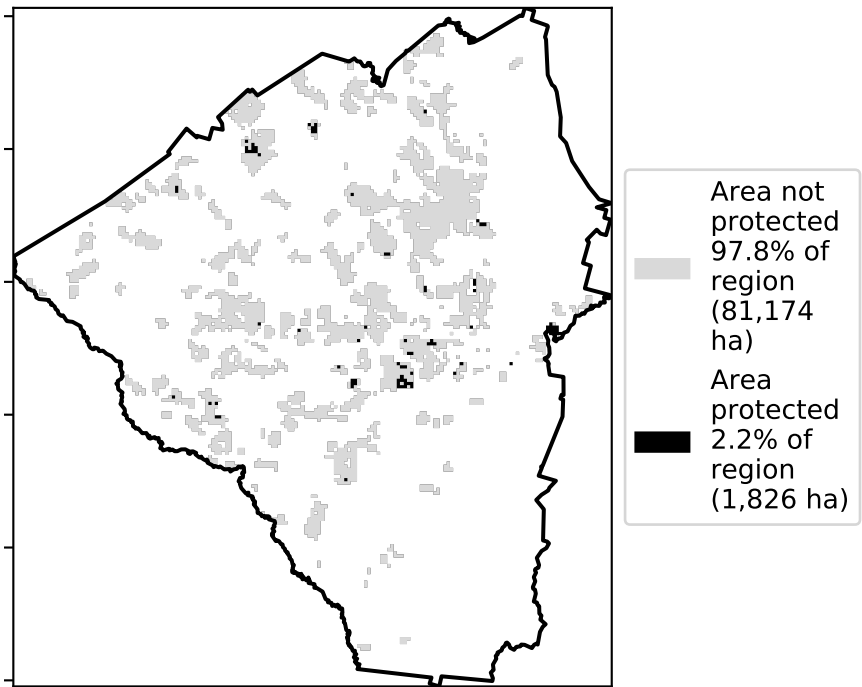 Area not
protected
97.8% of
region
(81,174
ha)
Area
protected
2.2% of
region
(1,826 ha)